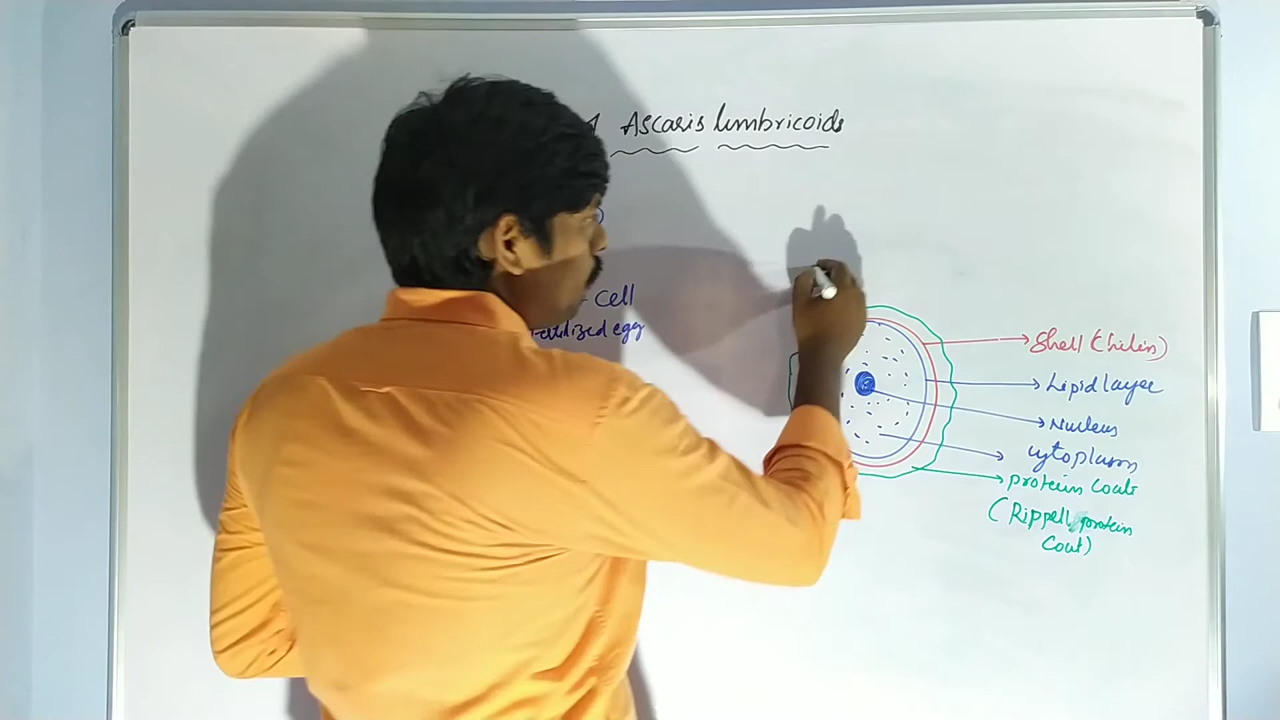 Ascaris lumbricoids
Cell
Fertilized egg
Shell (Chitin)
Lipid layer
Nucleus
cytoplasm
protein coat
(Rippell protein
Coat)